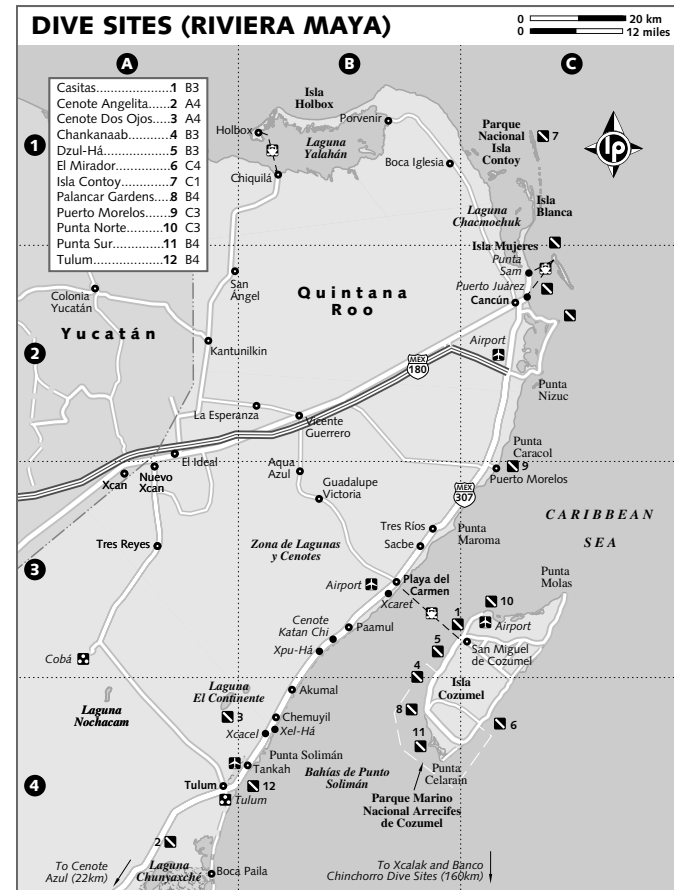 DIVE SITES (RIVIERA MAYA)
0 20 km
0 12 miles
A
B
C
Casitas.....................1 B3
Cenote Angelita......2 A4
Cenote Dos Ojos....3 A4
Chankanaab............4 B3
Dzul-Há...................5 B3
El Mirador................6 C4
Isla Contoy..............7 C1
Palancar Gardens....8 B4
Puerto Morelos.......9 C3
Punta Norte..........10 C3
Punta Sur..............11 B4
Tulum....................12 B4
1
Isla
Holbox
Holbox
Porvenir
Laguna
Yalahán
Chiquilá
Boca Iglesia
Parque
Nacional
Isla
Contoy
7
lp
Isla
Blanca
Laguna
Chacmochuk
Isla Mujeres
Punta
Sam
Puerto Juàrez
Cancún
Colonia
Yucatán
San
Ángel
Quintana
Roo
Yucatán
2
Kantunilkin
Airport
MEX
180
Punta
Nizuc
La Esperanza
Vicente
Guerrero
Punta
Caracol
El Ideal
Xcan
Nuevo
Xcan
Aqua
Azul
Guadalupe
Victoria
9
Puerto Morelos
MEX
307
CARIBBEAN
SEA
Tres Ríos
Sacbe
Punta
Maroma
Tres Reyes
Zona de Lagunas
y Cenotes
3
Punta
Molas
Airport
Playa del
Carmen
Xcaret
10
1
Airport
Cenote
Katan Chi
Paamul
Xpu-Há
5
San Miguel
de Cozumel
Cobá
4
Isla
Cozumel
Laguna
Nochacam
Laguna
El Continente
Akumal
3
Chemuyil
Xcacel
Xel-Há
8
6
11
Punta Solimán
Tankah
Bahías de Punto
Solimán
Punta
Celarain
4
Tulum
12
Tulum
Parque Marino
Nacional Arrecifes
de Cozumel
2
To Cenote
Azul (22km)
Laguna
Chunyaxché
Boca Paila
To Xcalak and Banco
Chinchorro Dive Sites (160km)